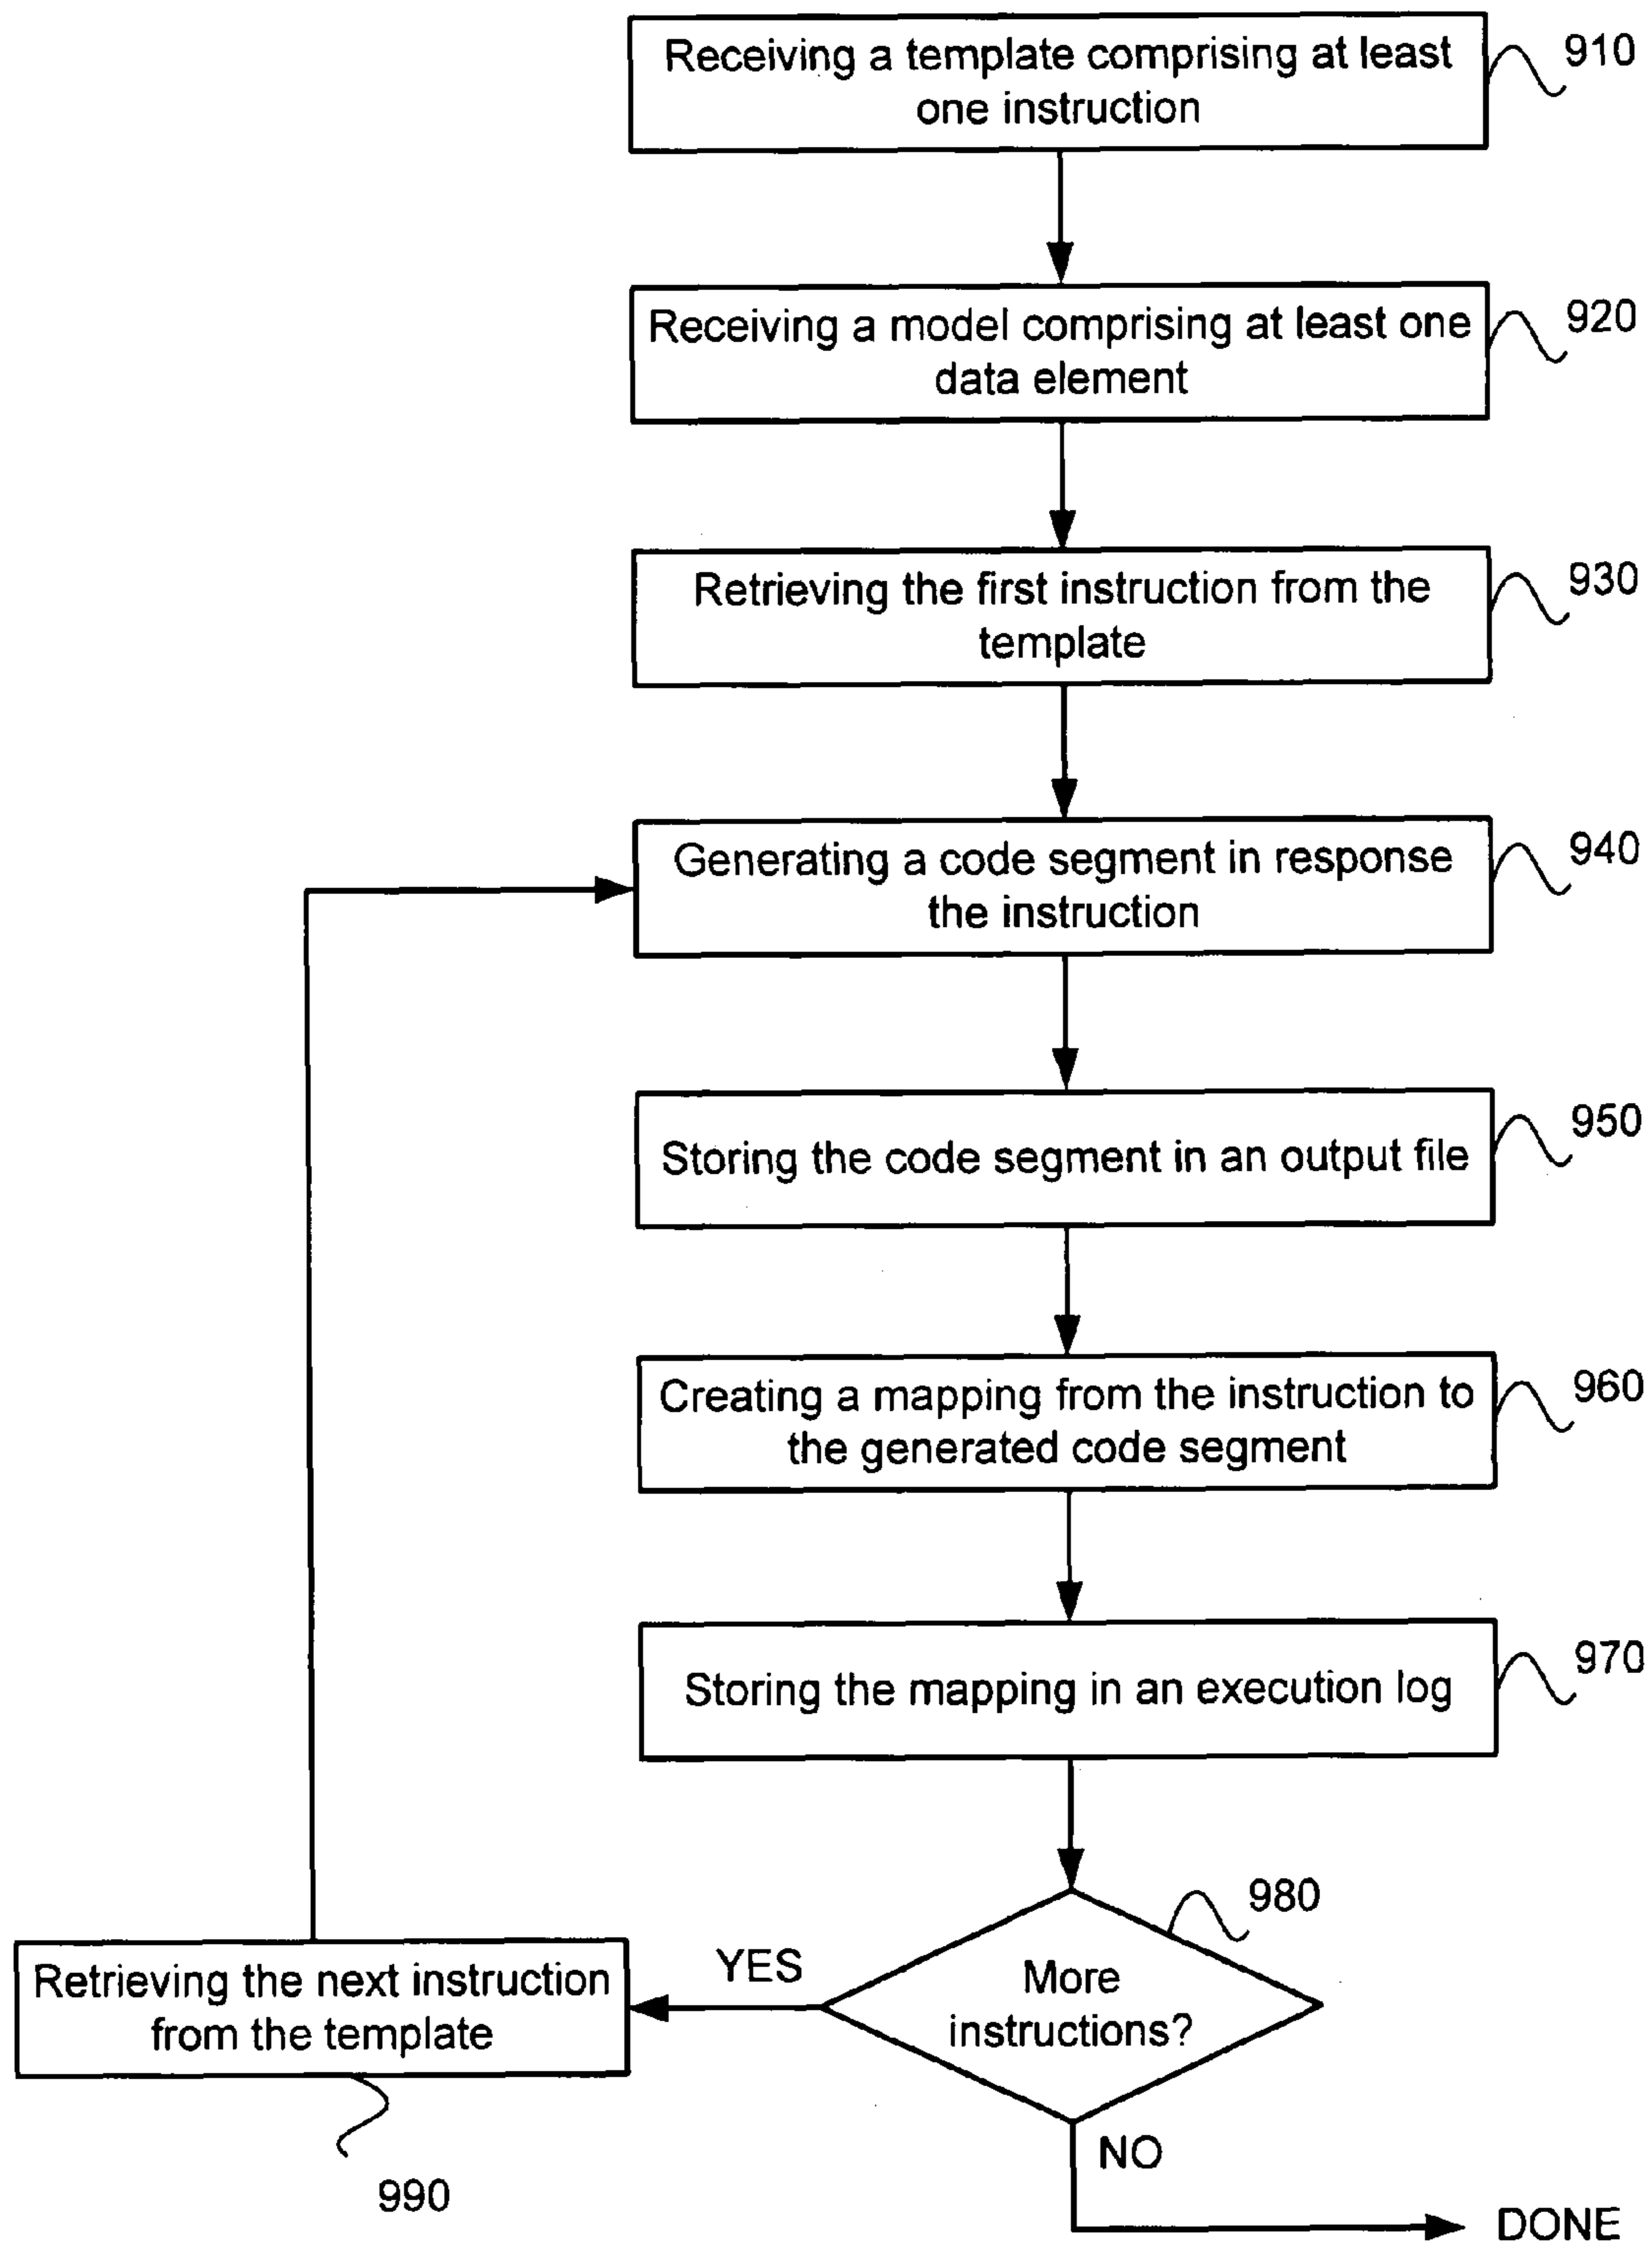 Receiving a template comprising at least
one instruction
910
Receiving a model comprising at least one
data element
920
Retrieving the first instruction from the
template
930
Generating a code segment in response
the instruction
940
Storing the code segment in an output file
950
Creating a mapping from the instruction to
the generated code segment
960
Storing the mapping in an execution log
970
980
More
instructions?
YES
Retrieving the next instruction
from the template
990
NO
DONE